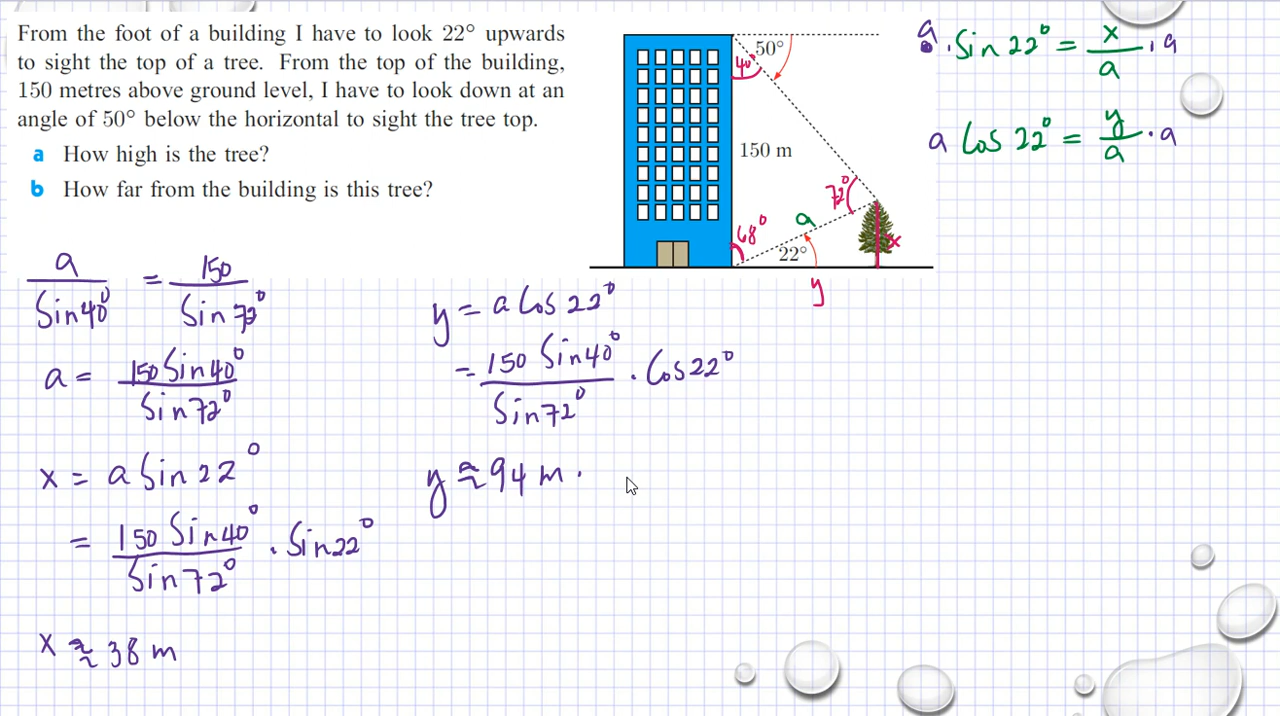 From the foot of a building I have to look 22° upwards
to sight the top of a tree. From the top of the building,
150 metres above ground level, I have to look down at an
angle of 50° below the horizontal to sight the tree top.
a How high is the tree?
b How far from the building is this tree?
50°
40°
150 m
72°
68°
a
22°
x
y
a . Sin 22° = x/a . a
a Cos 22° = y/a . a
a/Sin 40° = 150/Sin 72°
a = 150 Sin 40°/Sin 72°
x = a Sin 22°
= 150 Sin 40°/Sin 72° . Sin 22°
x ≈ 38 m
y = a Cos 22°
= 150 Sin 40°/Sin 72° . Cos 22°
y ≈ 94 m .